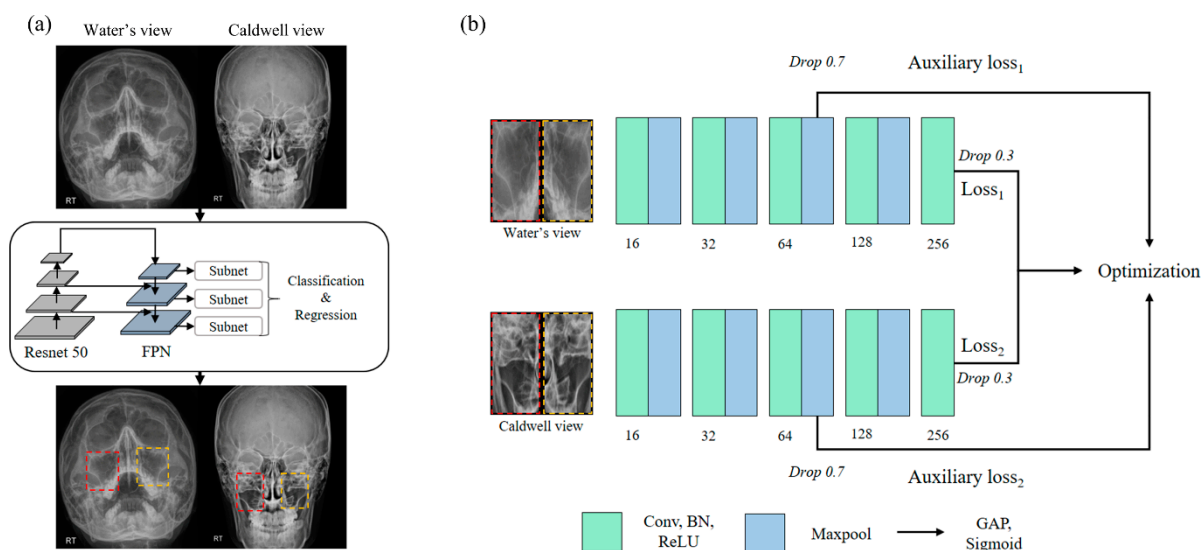 (a)
Water’s view
Caldwell view
RT
RT
Subnet
Subnet
Subnet
Classification
&
Regression
Resnet 50
FPN
RT
RT
(b)
Drop 0.7
Auxiliary loss1
Drop 0.3
Loss1
Water’s view
16
32
64
128
256
Optimization
Loss2
Drop 0.3
Caldwell view
16
32
64
128
256
Drop 0.7
Auxiliary loss2
Conv, BN,
ReLU
Maxpool
GAP,
Sigmoid